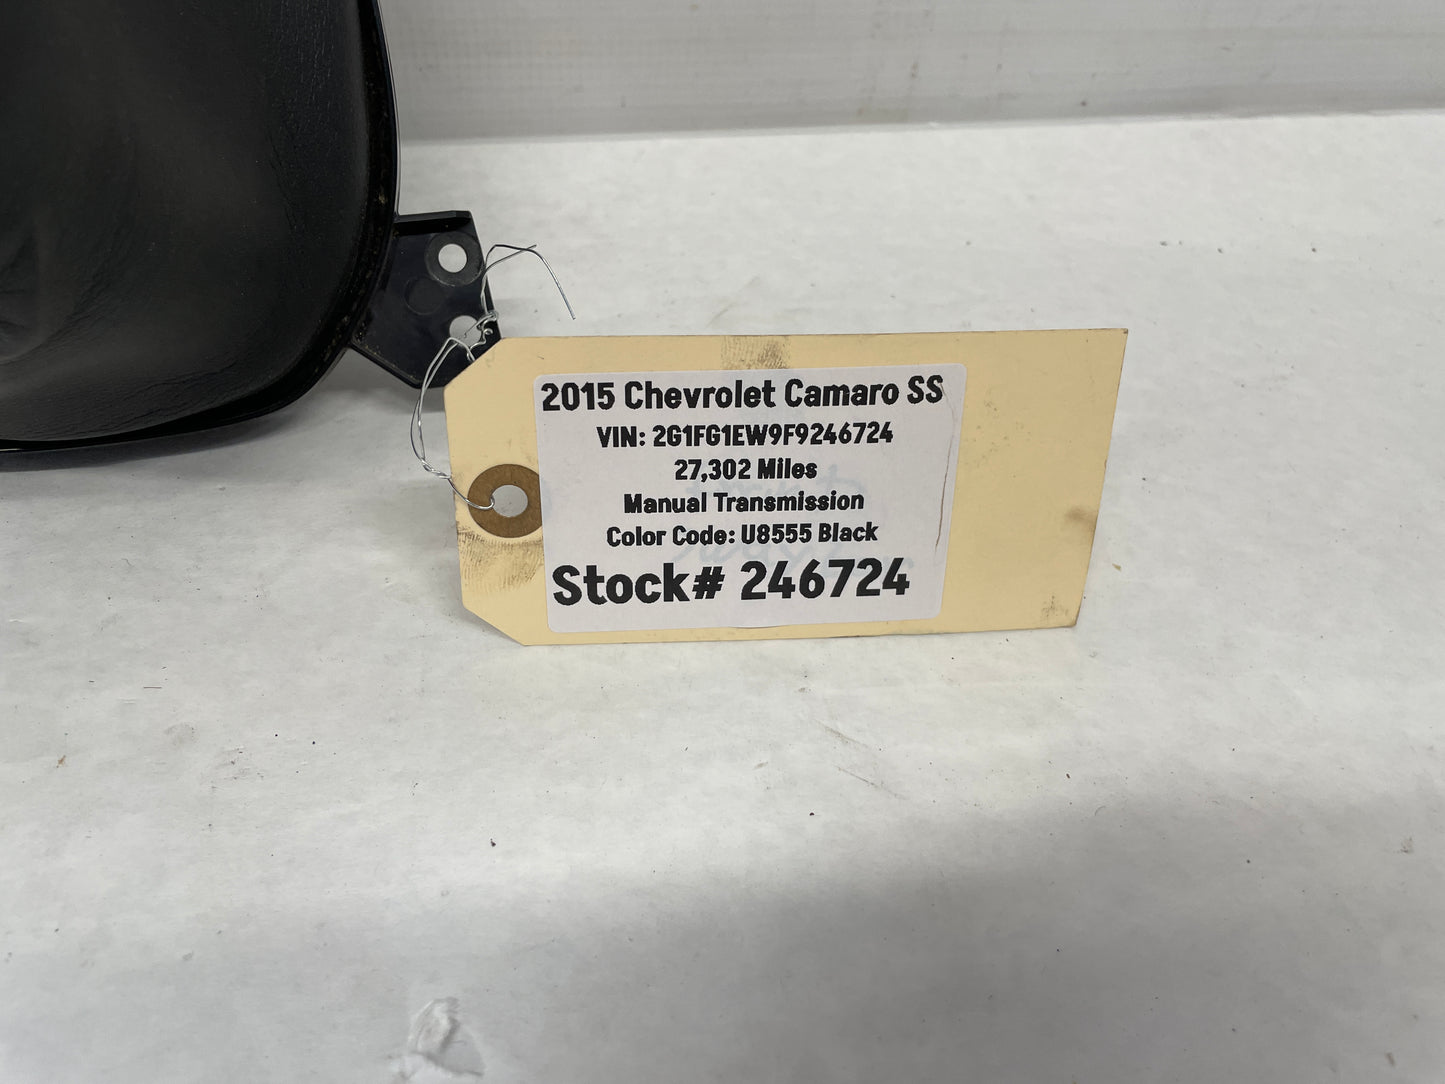 2015 Chevrolet Camaro SS
VIN: 2G1FG1EW9F9246724
27,302 Miles
Manual Transmission
Color Code: U8555 Black
Stock# 246724